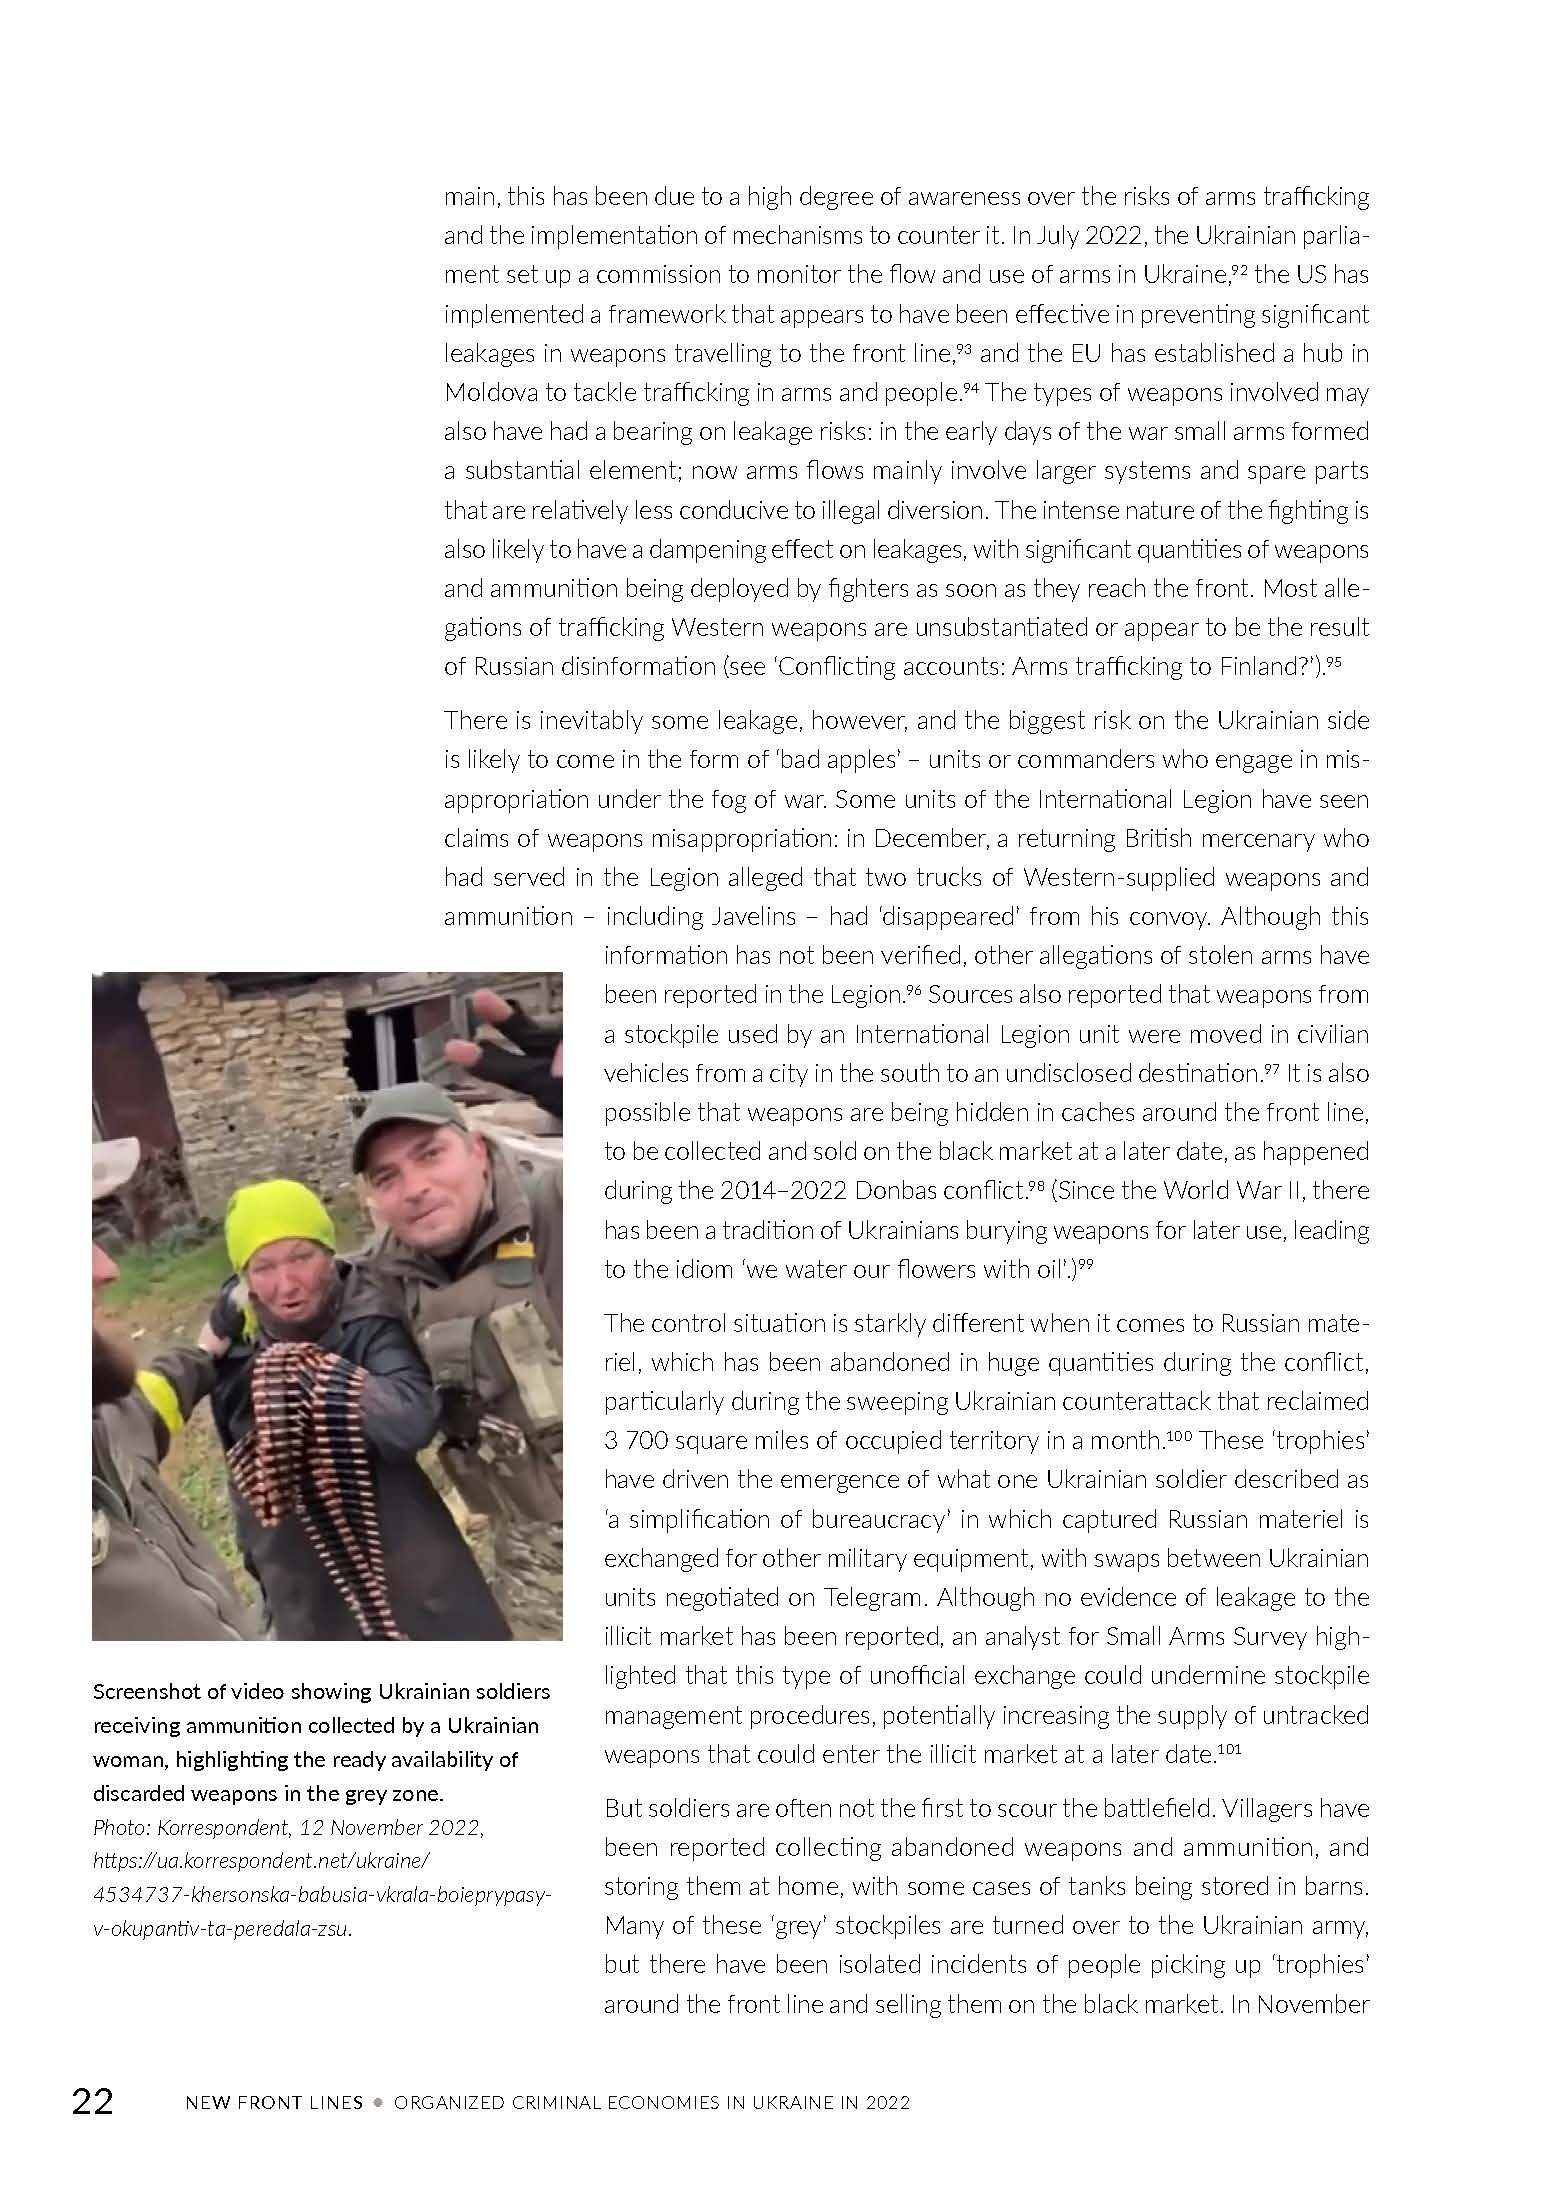 main, this has been due to a high degree of awareness over the risks of arms trafficking
and the implementation of mechanisms to counter it. In July 2022, the Ukrainian parlia-
ment set up a commission to monitor the flow and use of arms in Ukraine,⁹² the US has
implemented a framework that appears to have been effective in preventing significant
leakages in weapons travelling to the front line,⁹³ and the EU has established a hub in
Moldova to tackle trafficking in arms and people.⁹⁴ The types of weapons involved may
also have had a bearing on leakage risks: in the early days of the war small arms formed
a substantial element; now arms flows mainly involve larger systems and spare parts
that are relatively less conducive to illegal diversion. The intense nature of the fighting is
also likely to have a dampening effect on leakages, with significant quantities of weapons
and ammunition being deployed by fighters as soon as they reach the front. Most alle-
gations of trafficking Western weapons are unsubstantiated or appear to be the result
of Russian disinformation (see ‘Conflicting accounts: Arms trafficking to Finland?’).⁹⁵
There is inevitably some leakage, however, and the biggest risk on the Ukrainian side
is likely to come in the form of ‘bad apples’ – units or commanders who engage in mis-
appropriation under the fog of war. Some units of the International Legion have seen
claims of weapons misappropriation: in December, a returning British mercenary who
had served in the Legion alleged that two trucks of Western-supplied weapons and
ammunition – including Javelins – had ‘disappeared’ from his convoy. Although this
information has not been verified, other allegations of stolen arms have
been reported in the Legion.⁹⁶ Sources also reported that weapons from
a stockpile used by an International Legion unit were moved in civilian
vehicles from a city in the south to an undisclosed destination.⁹⁷ It is also
possible that weapons are being hidden in caches around the front line,
to be collected and sold on the black market at a later date, as happened
during the 2014–2022 Donbas conflict.⁹⁸ (Since the World War II, there
has been a tradition of Ukrainians burying weapons for later use, leading
to the idiom ‘we water our flowers with oil’.)⁹⁹
The control situation is starkly different when it comes to Russian mate-
riel, which has been abandoned in huge quantities during the conflict,
particularly during the sweeping Ukrainian counterattack that reclaimed
3 700 square miles of occupied territory in a month.¹⁰⁰ These ‘trophies’
have driven the emergence of what one Ukrainian soldier described as
‘a simplification of bureaucracy’ in which captured Russian materiel is
exchanged for other military equipment, with swaps between Ukrainian
units negotiated on Telegram. Although no evidence of leakage to the
illicit market has been reported, an analyst for Small Arms Survey high-
lighted that this type of unofficial exchange could undermine stockpile
management procedures, potentially increasing the supply of untracked
weapons that could enter the illicit market at a later date.¹⁰¹
But soldiers are often not the first to scour the battlefield. Villagers have
been reported collecting abandoned weapons and ammunition, and
storing them at home, with some cases of tanks being stored in barns.
Many of these ‘grey’ stockpiles are turned over to the Ukrainian army,
but there have been isolated incidents of people picking up ‘trophies’
around the front line and selling them on the black market. In November
Screenshot of video showing Ukrainian soldiers
receiving ammunition collected by a Ukrainian
woman, highlighting the ready availability of
discarded weapons in the grey zone.
Photo: Korrespondent, 12 November 2022,
https://ua.korrespondent.net/ukraine/
4534737-khersonska-babusia-vkrala-boieprypasy-
v-okupantiv-ta-peredala-zsu.
22 NEW FRONT LINES • ORGANIZED CRIMINAL ECONOMIES IN UKRAINE IN 2022